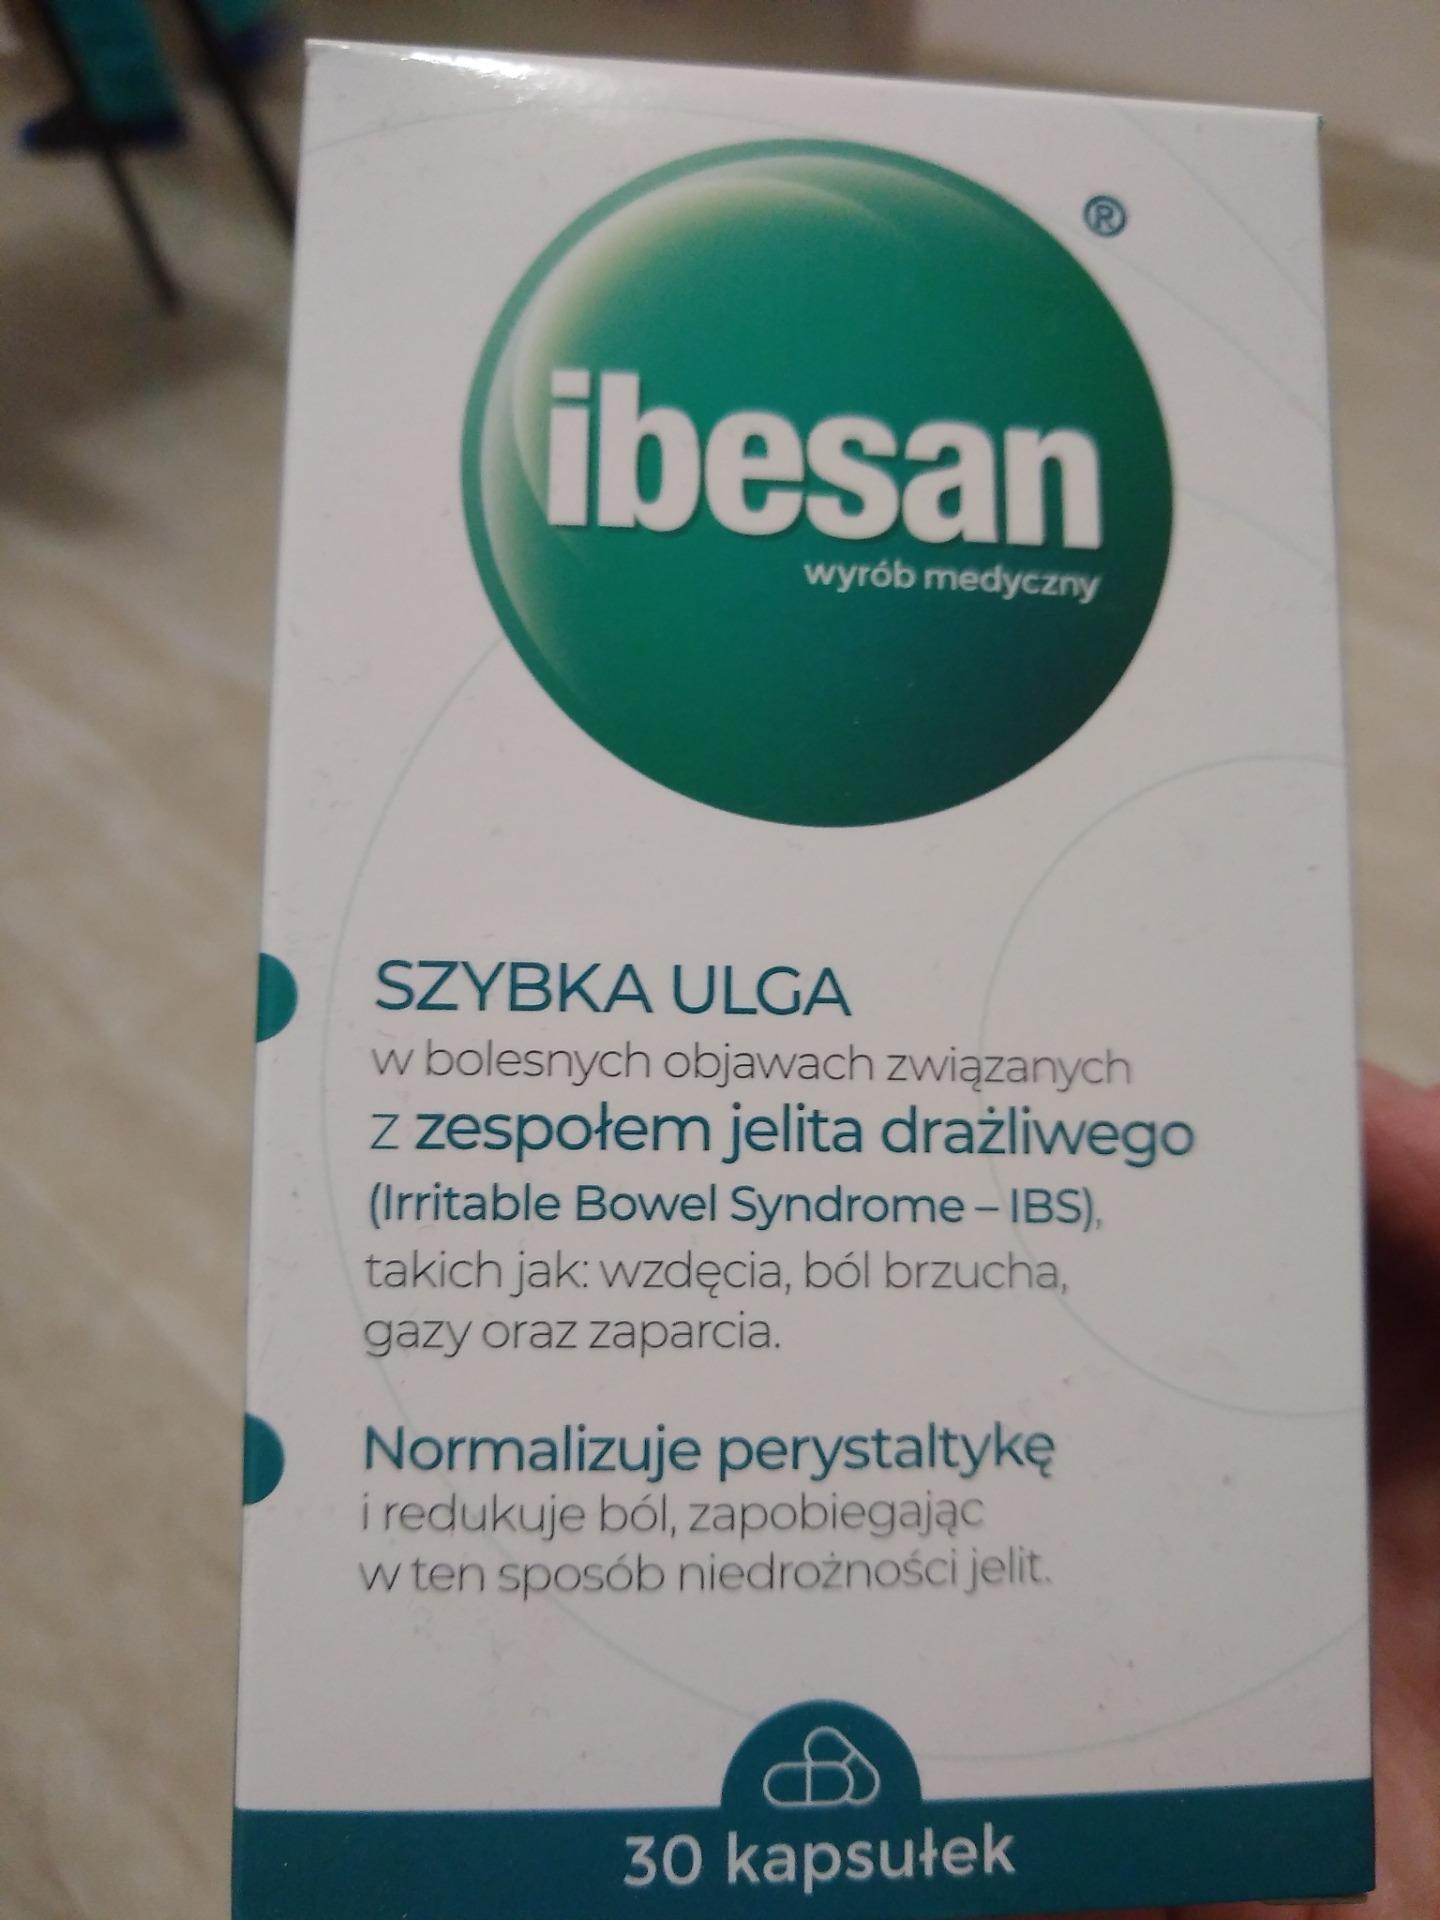 ®
ibesan
wyrób medyczny
SZYBKA ULGA
w bolesnych objawach związanych
z zespołem jelita drażliwego
(Irritable Bowel Syndrome – IBS),
takich jak: wzdęcia, ból brzucha,
gazy oraz zaparcia.
Normalizuje perystaltykę
i redukuje ból, zapobiegając
w ten sposób niedrożności jelit.
30 kapsułek